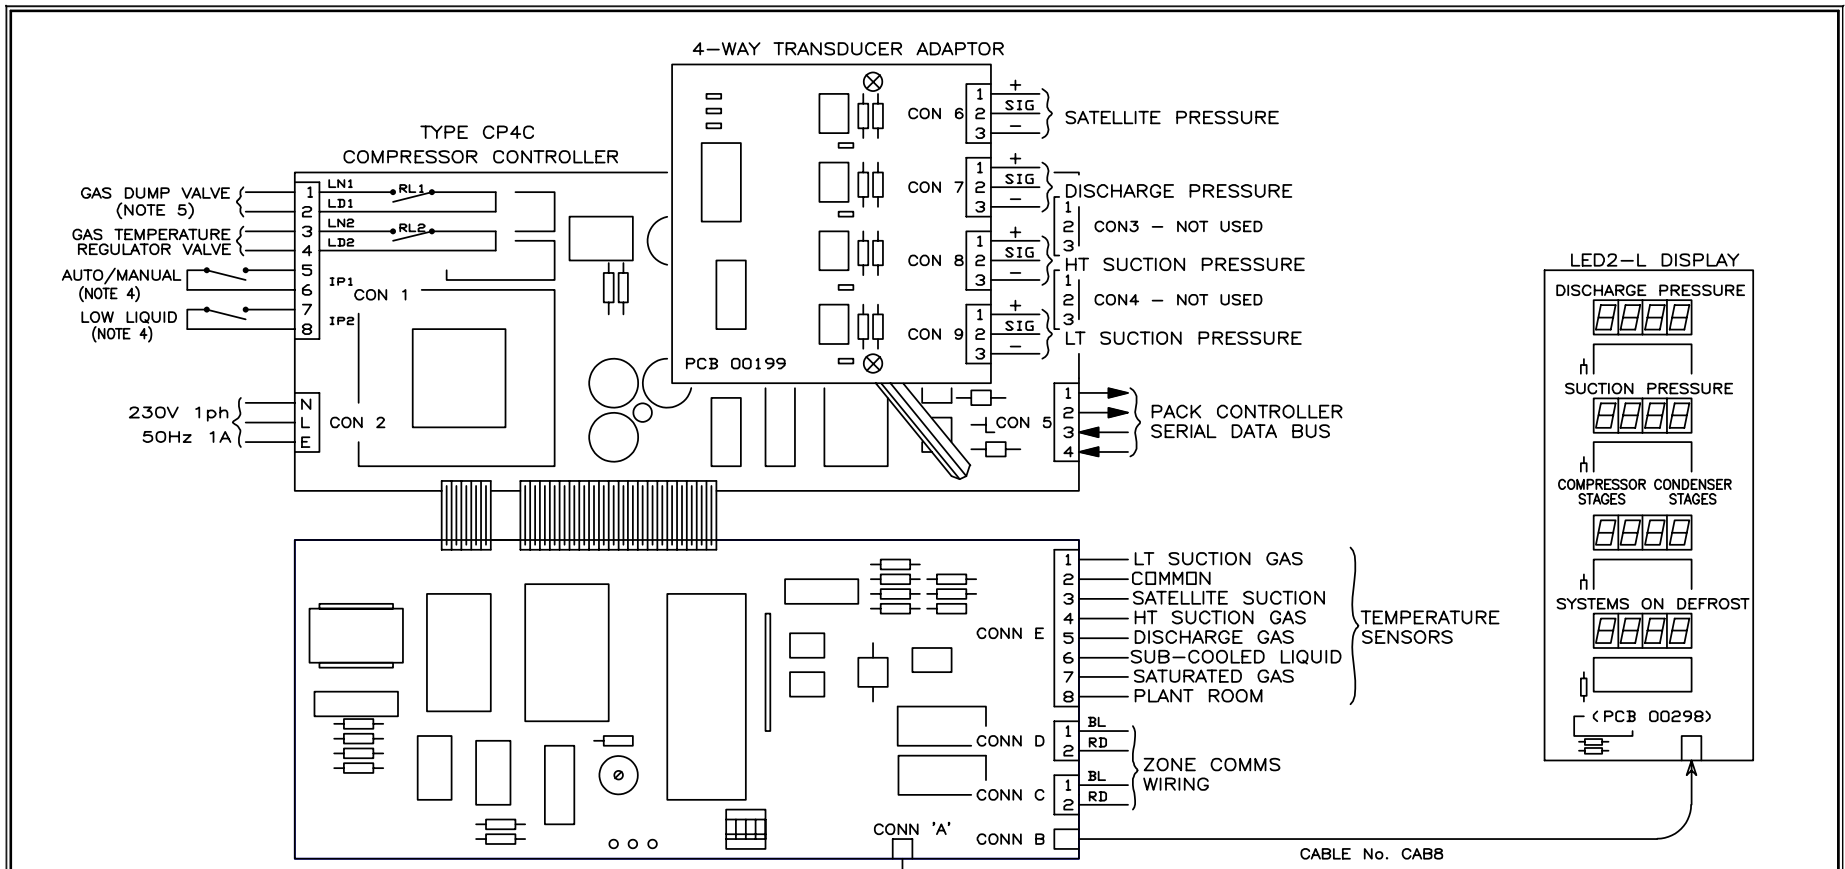 4-WAY TRANSDUCER ADAPTOR
TYPE CP4C
COMPRESSOR CONTROLLER
CON 6
1
2
3
+
SIG
-
SATELLITE PRESSURE
CON 7
1
2
3
+
SIG
-
DISCHARGE PRESSURE
1
2
3
CON3 - NOT USED
CON 8
1
2
3
+
SIG
-
HT SUCTION PRESSURE
1
2
3
CON4 - NOT USED
CON 9
1
2
3
+
SIG
-
LT SUCTION PRESSURE
PCB 00199
GAS DUMP VALVE
(NOTE 5)
GAS TEMPERATURE
REGULATOR VALVE
AUTO/MANUAL
(NOTE 4)
LOW LIQUID
(NOTE 4)
1
2
3
4
5
6
7
8
LN1
RL1
LD1
LN2
RL2
LD2
IP1
CON 1
IP2
230V 1ph
50Hz 1A
N
L
E
CON 2
CON 5
1
2
3
4
PACK CONTROLLER
SERIAL DATA BUS
LED2-L DISPLAY
DISCHARGE PRESSURE
8888
SUCTION PRESSURE
8888
COMPRESSOR CONDENSER
STAGES STAGES
8888
SYSTEMS ON DEFROST
8888
(PCB 00298)
CONN E
1 LT SUCTION GAS
2 COMMON
3 SATELLITE SUCTION
4 HT SUCTION GAS
5 DISCHARGE GAS
6 SUB-COOLED LIQUID
7 SATURATED GAS
8 PLANT ROOM
TEMPERATURE
SENSORS
CONN D
1 BL
2 RD
CONN C
1 BL
2 RD
ZONE COMMS
WIRING
CONN 'A'
CONN B
CABLE No. CAB8